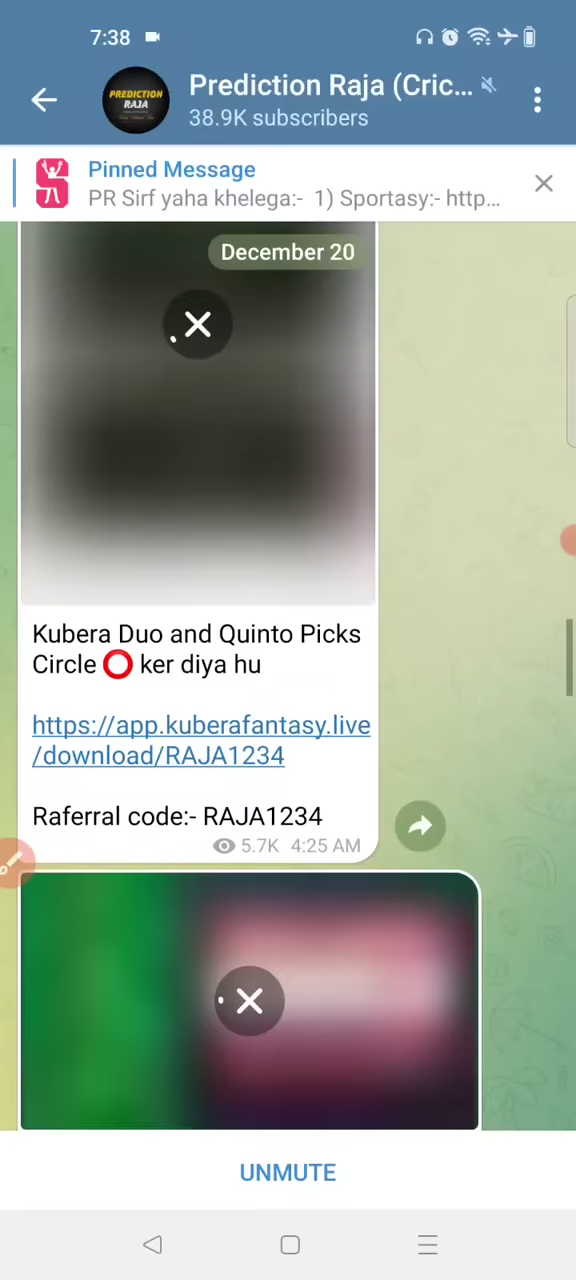 7:38
Prediction Raja (Cric...
38.9K subscribers
PREDICTION
RAJA
Pinned Message
PR Sirf yaha khelega:- 1) Sportasy:- http...
December 20
Kubera Duo and Quinto Picks
Circle ⭕ ker diya hu
https://app.kuberafantasy.live
/download/RAJA1234
Raferral code:- RAJA1234
5.7K 4:25 AM
UNMUTE